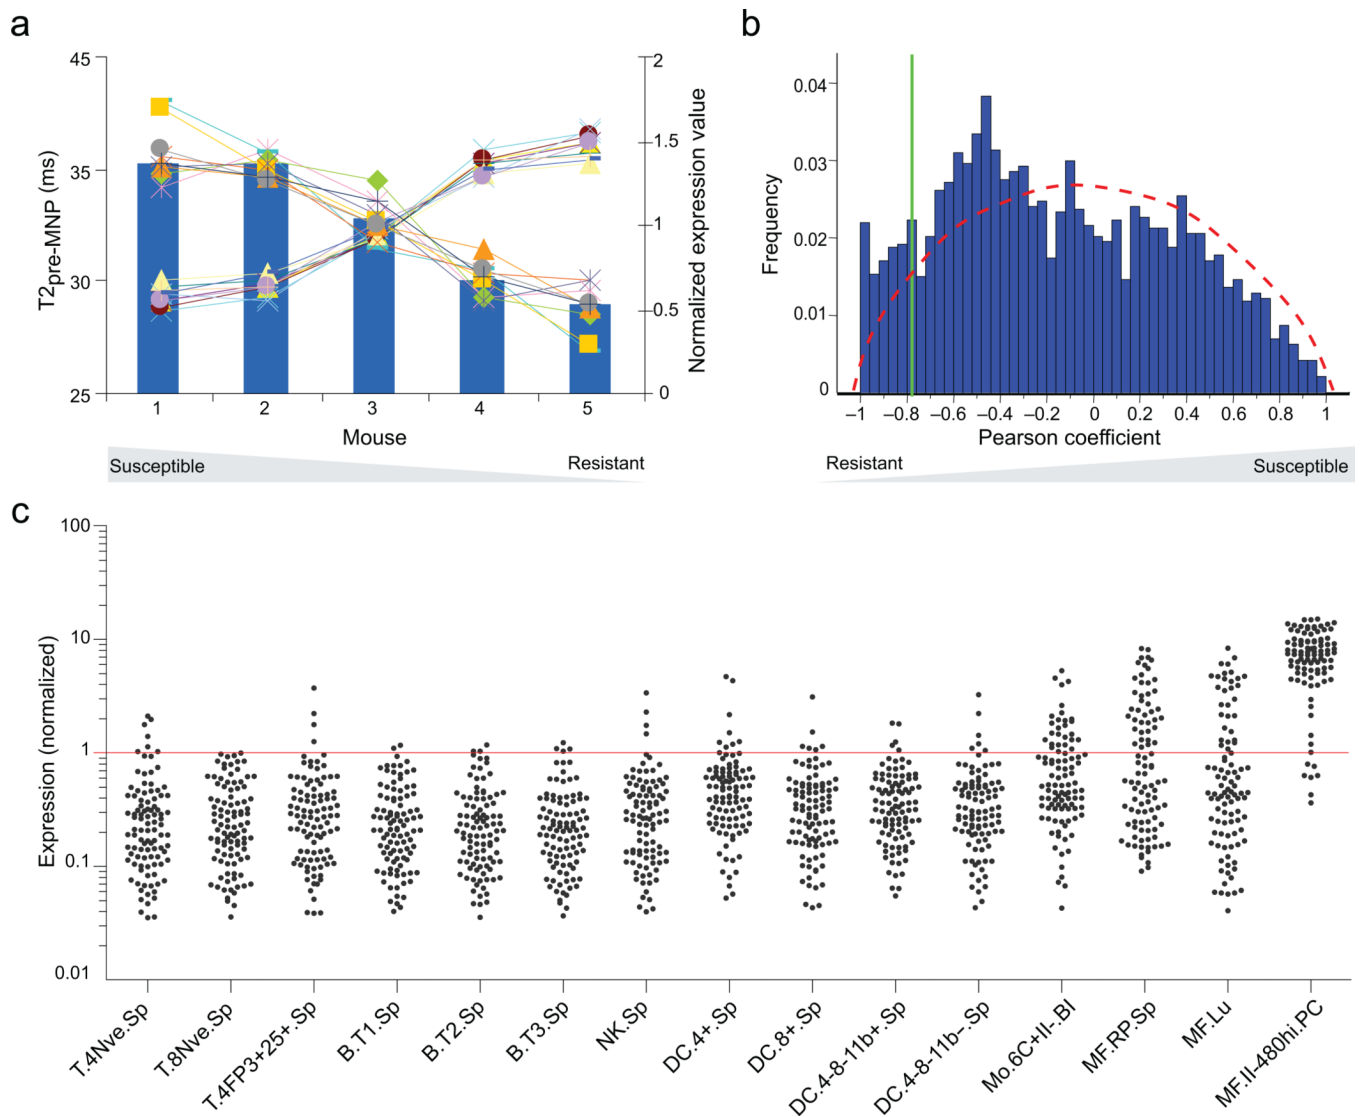 a
45
35
30
25
T2pre-MNP (ms)
2
1.5
1
0.5
0
Normalized expression value
1 2 3 4 5
Mouse
Susceptible Resistant
b
0.04
0.03
0.02
0.01
0
Frequency
–1 –0.8 –0.6 –0.4 –0.2 0 0.2 0.4 0.6 0.8 1
Pearson coefficient
Resistant Susceptible
c
100
10
1
0.1
0.01
Expression (normalized)
T.4Nve.Sp
T.8Nve.Sp
T.4FP3+25+.Sp
B.T1.Sp
B.T2.Sp
B.T3.Sp
NK.Sp
DC.4+.Sp
DC.8+.Sp
DC.4-8-11b+.Sp
DC.4-8-11b–.Sp
Mo.6C+II-.Bl
MF.RP.Sp
MF.Lu
MF.II-480hi.PC